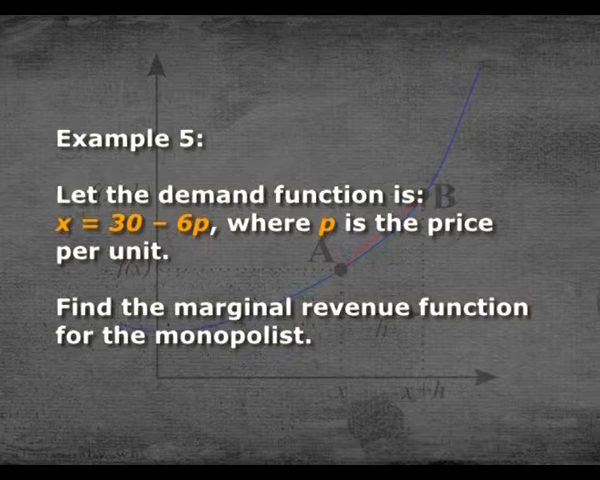 Example 5:
Let the demand function is:
x = 30 – 6p, where p is the price
per unit.
Find the marginal revenue function
for the monopolist.
B
A
f(x)
h
x
x+h